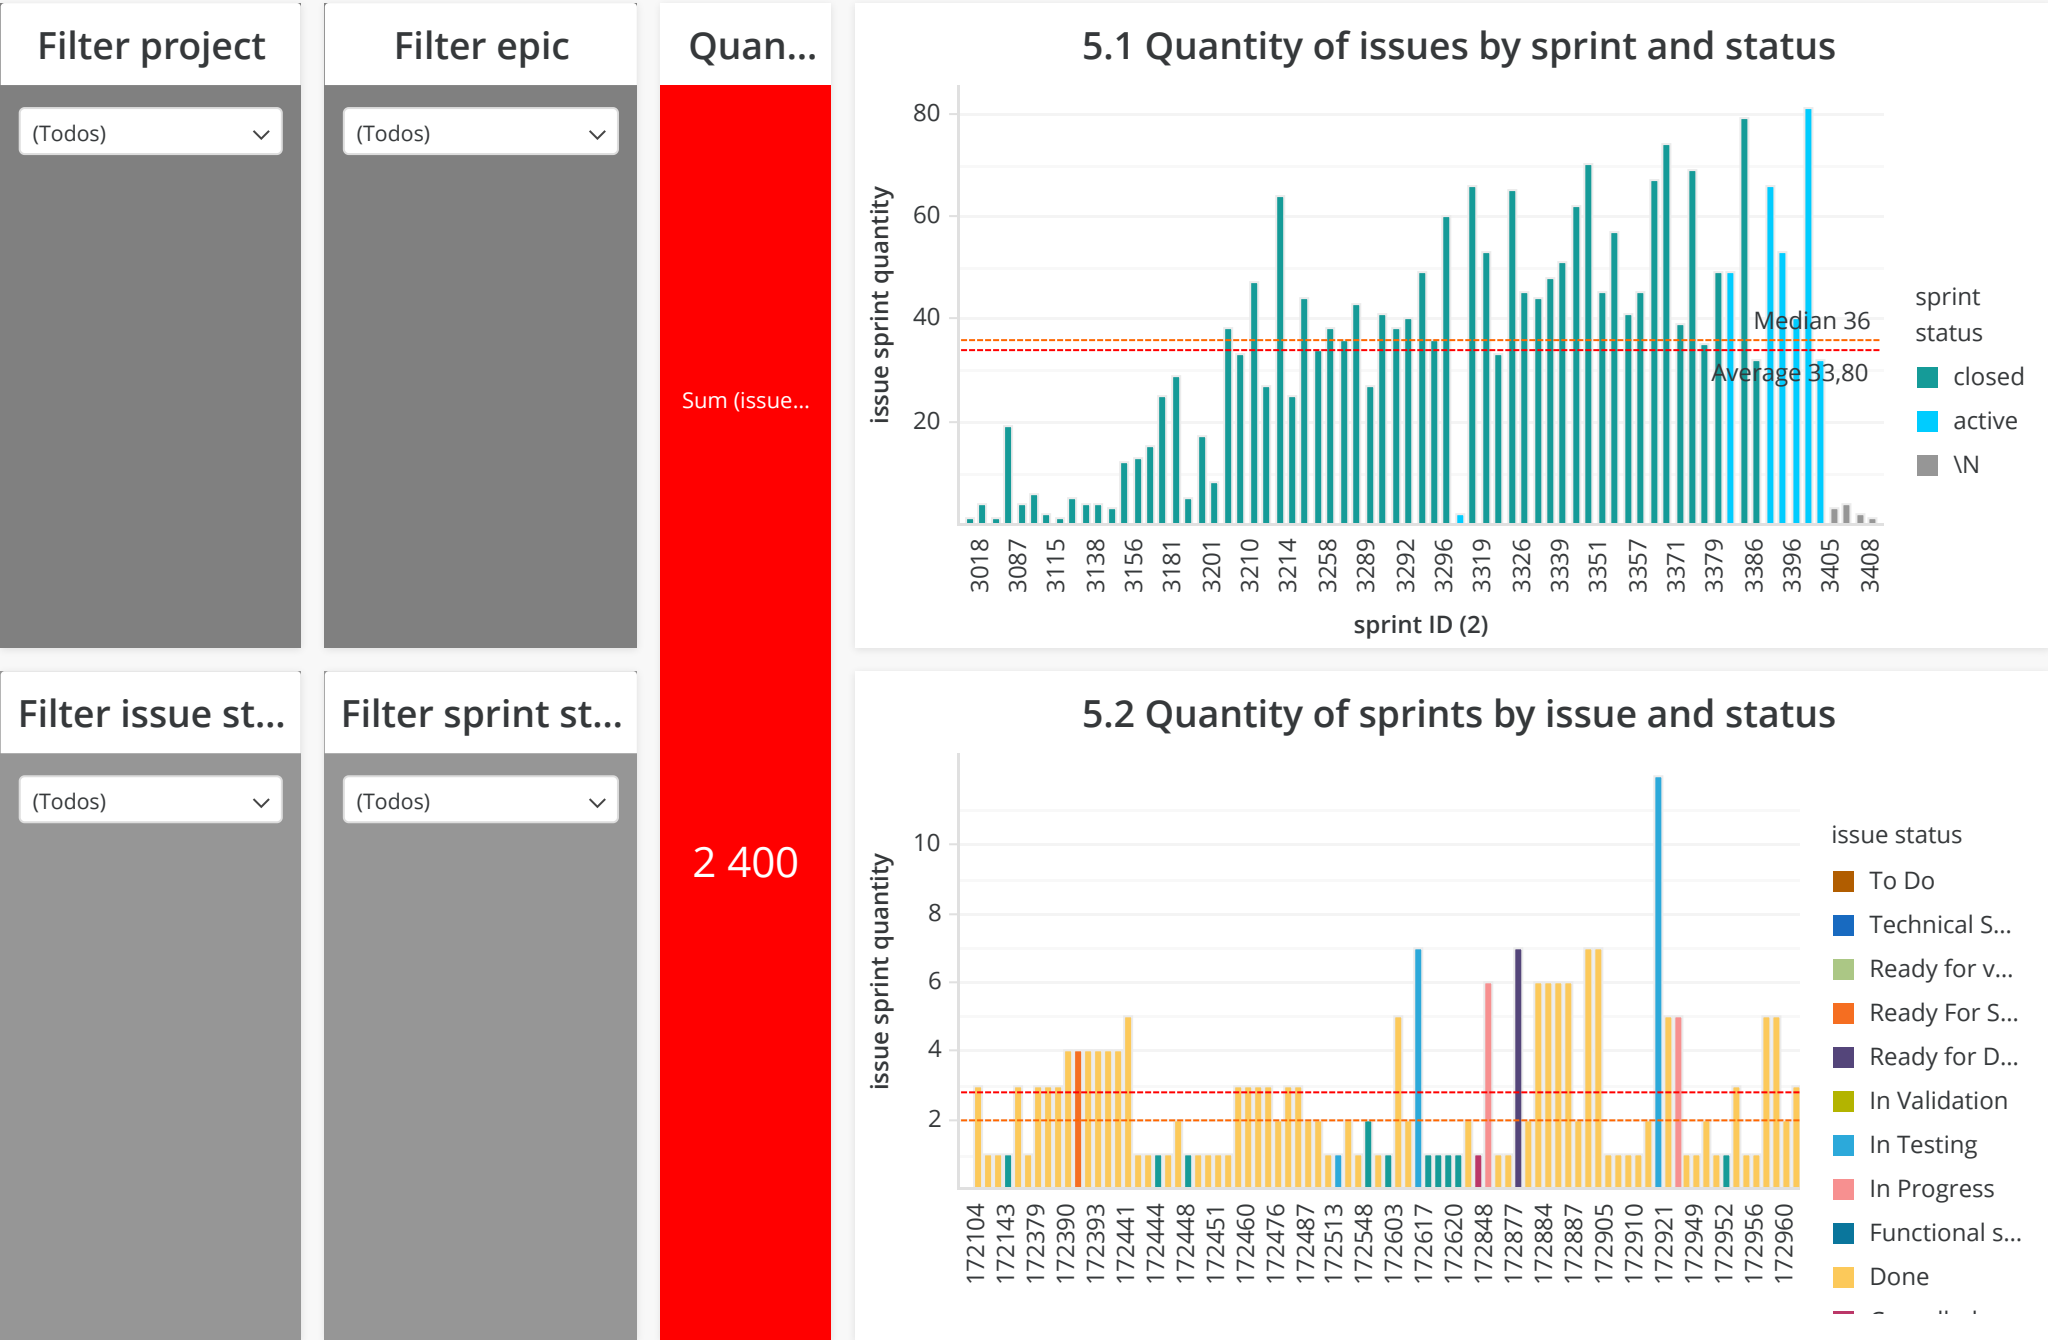 Filter project
(Todos)
Filter epic
(Todos)
Quan...
Sum (issue...
2 400
Filter issue st...
(Todos)
Filter sprint st...
(Todos)
5.1 Quantity of issues by sprint and status
issue sprint quantity
80
60
40
20
Median 36
Average 33,80
3018
3087
3115
3138
3156
3181
3201
3210
3214
3258
3289
3292
3296
3319
3326
3339
3351
3357
3371
3379
3386
3396
3405
3408
sprint ID (2)
sprint
status
closed
active
\N
5.2 Quantity of sprints by issue and status
issue sprint quantity
10
8
6
4
2
172104
172143
172379
172390
172393
172441
172444
172448
172451
172460
172476
172487
172513
172548
172603
172617
172620
172848
172877
172884
172887
172905
172910
172921
172949
172952
172956
172960
issue status
To Do
Technical S...
Ready for v...
Ready For S...
Ready for D...
In Validation
In Testing
In Progress
Functional s...
Done